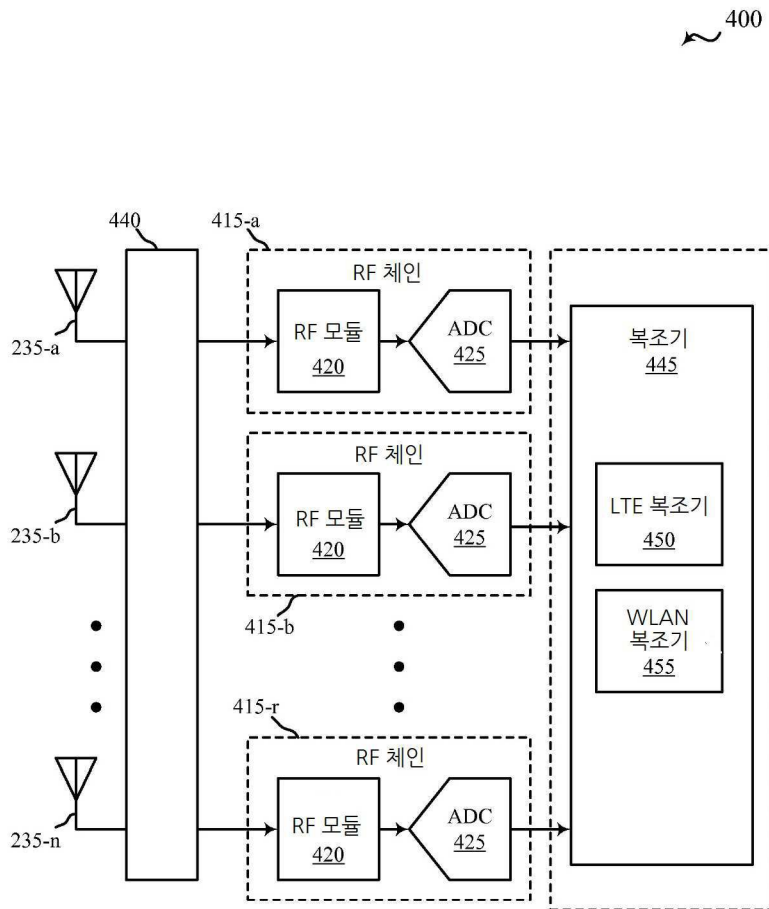 400
440
415-a
RF 체인
RF 모듈
420
ADC
425
복조기
445
235-a
RF 체인
RF 모듈
420
ADC
425
LTE 복조기
450
235-b
415-b
WLAN
복조기
455
415-r
RF 체인
RF 모듈
420
ADC
425
235-n